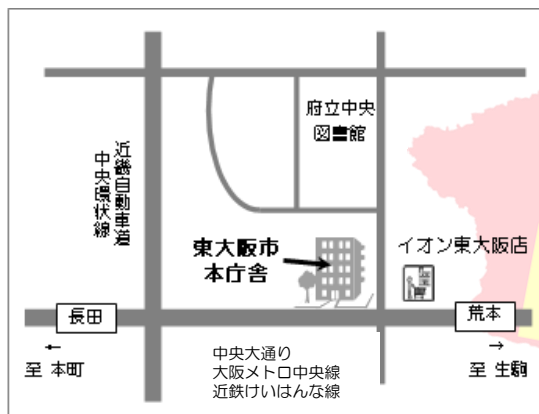 府立中央
図書館
近畿自動車道
中央環状線
東大阪市
本庁舎
イオン東大阪店
長田
荒本
←
至 本町
→
至 生駒
中央大通り
大阪メトロ中央線
近鉄けいはんな線